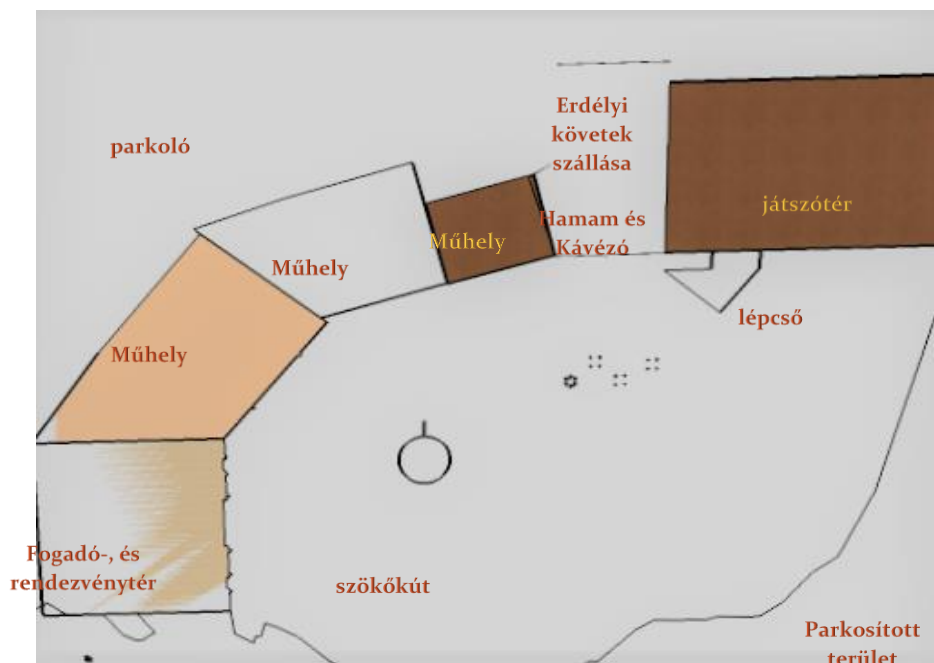 Erdélyi
követek
szállása
parkoló
játszótér
Hamam és
Kávézó
Műhely
Műhely
lépcső
Műhely
Fogadó-, és
rendezvénytér
szökőkút
Parkosított
terület